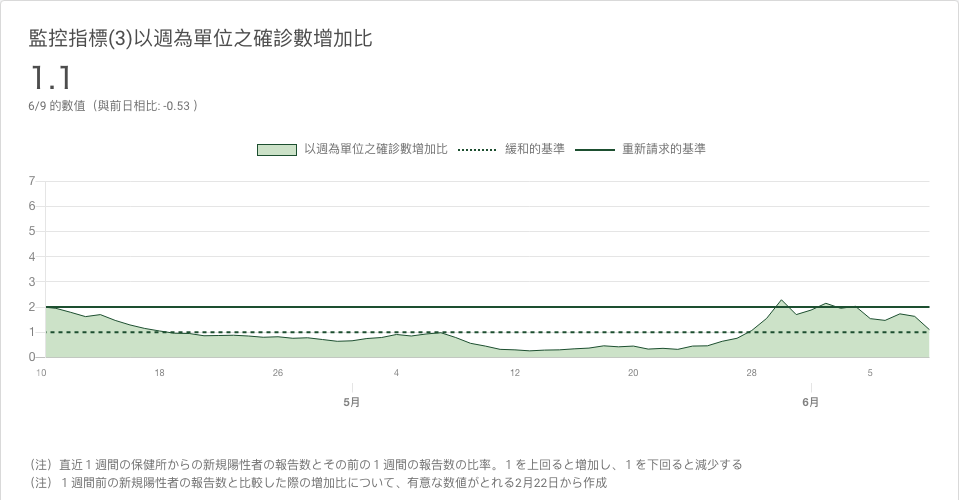 監控指標(3)以週為單位之確診數增加比
1.1
6/9 的數值（與前日相比: -0.53 ）
以週為單位之確診數增加比 緩和的基準 重新請求的基準
7
6
5
4
3
2
1
0
10 18 26 4 12 20 28 5
5月 6月
（注）直近１週間の保健所からの新規陽性者の報告数とその前の１週間の報告数の比率。１を上回ると増加し、１を下回ると減少する
（注）１週間前の新規陽性者の報告数と比較した際の増加比について、有意な数値がとれる2月22日から作成